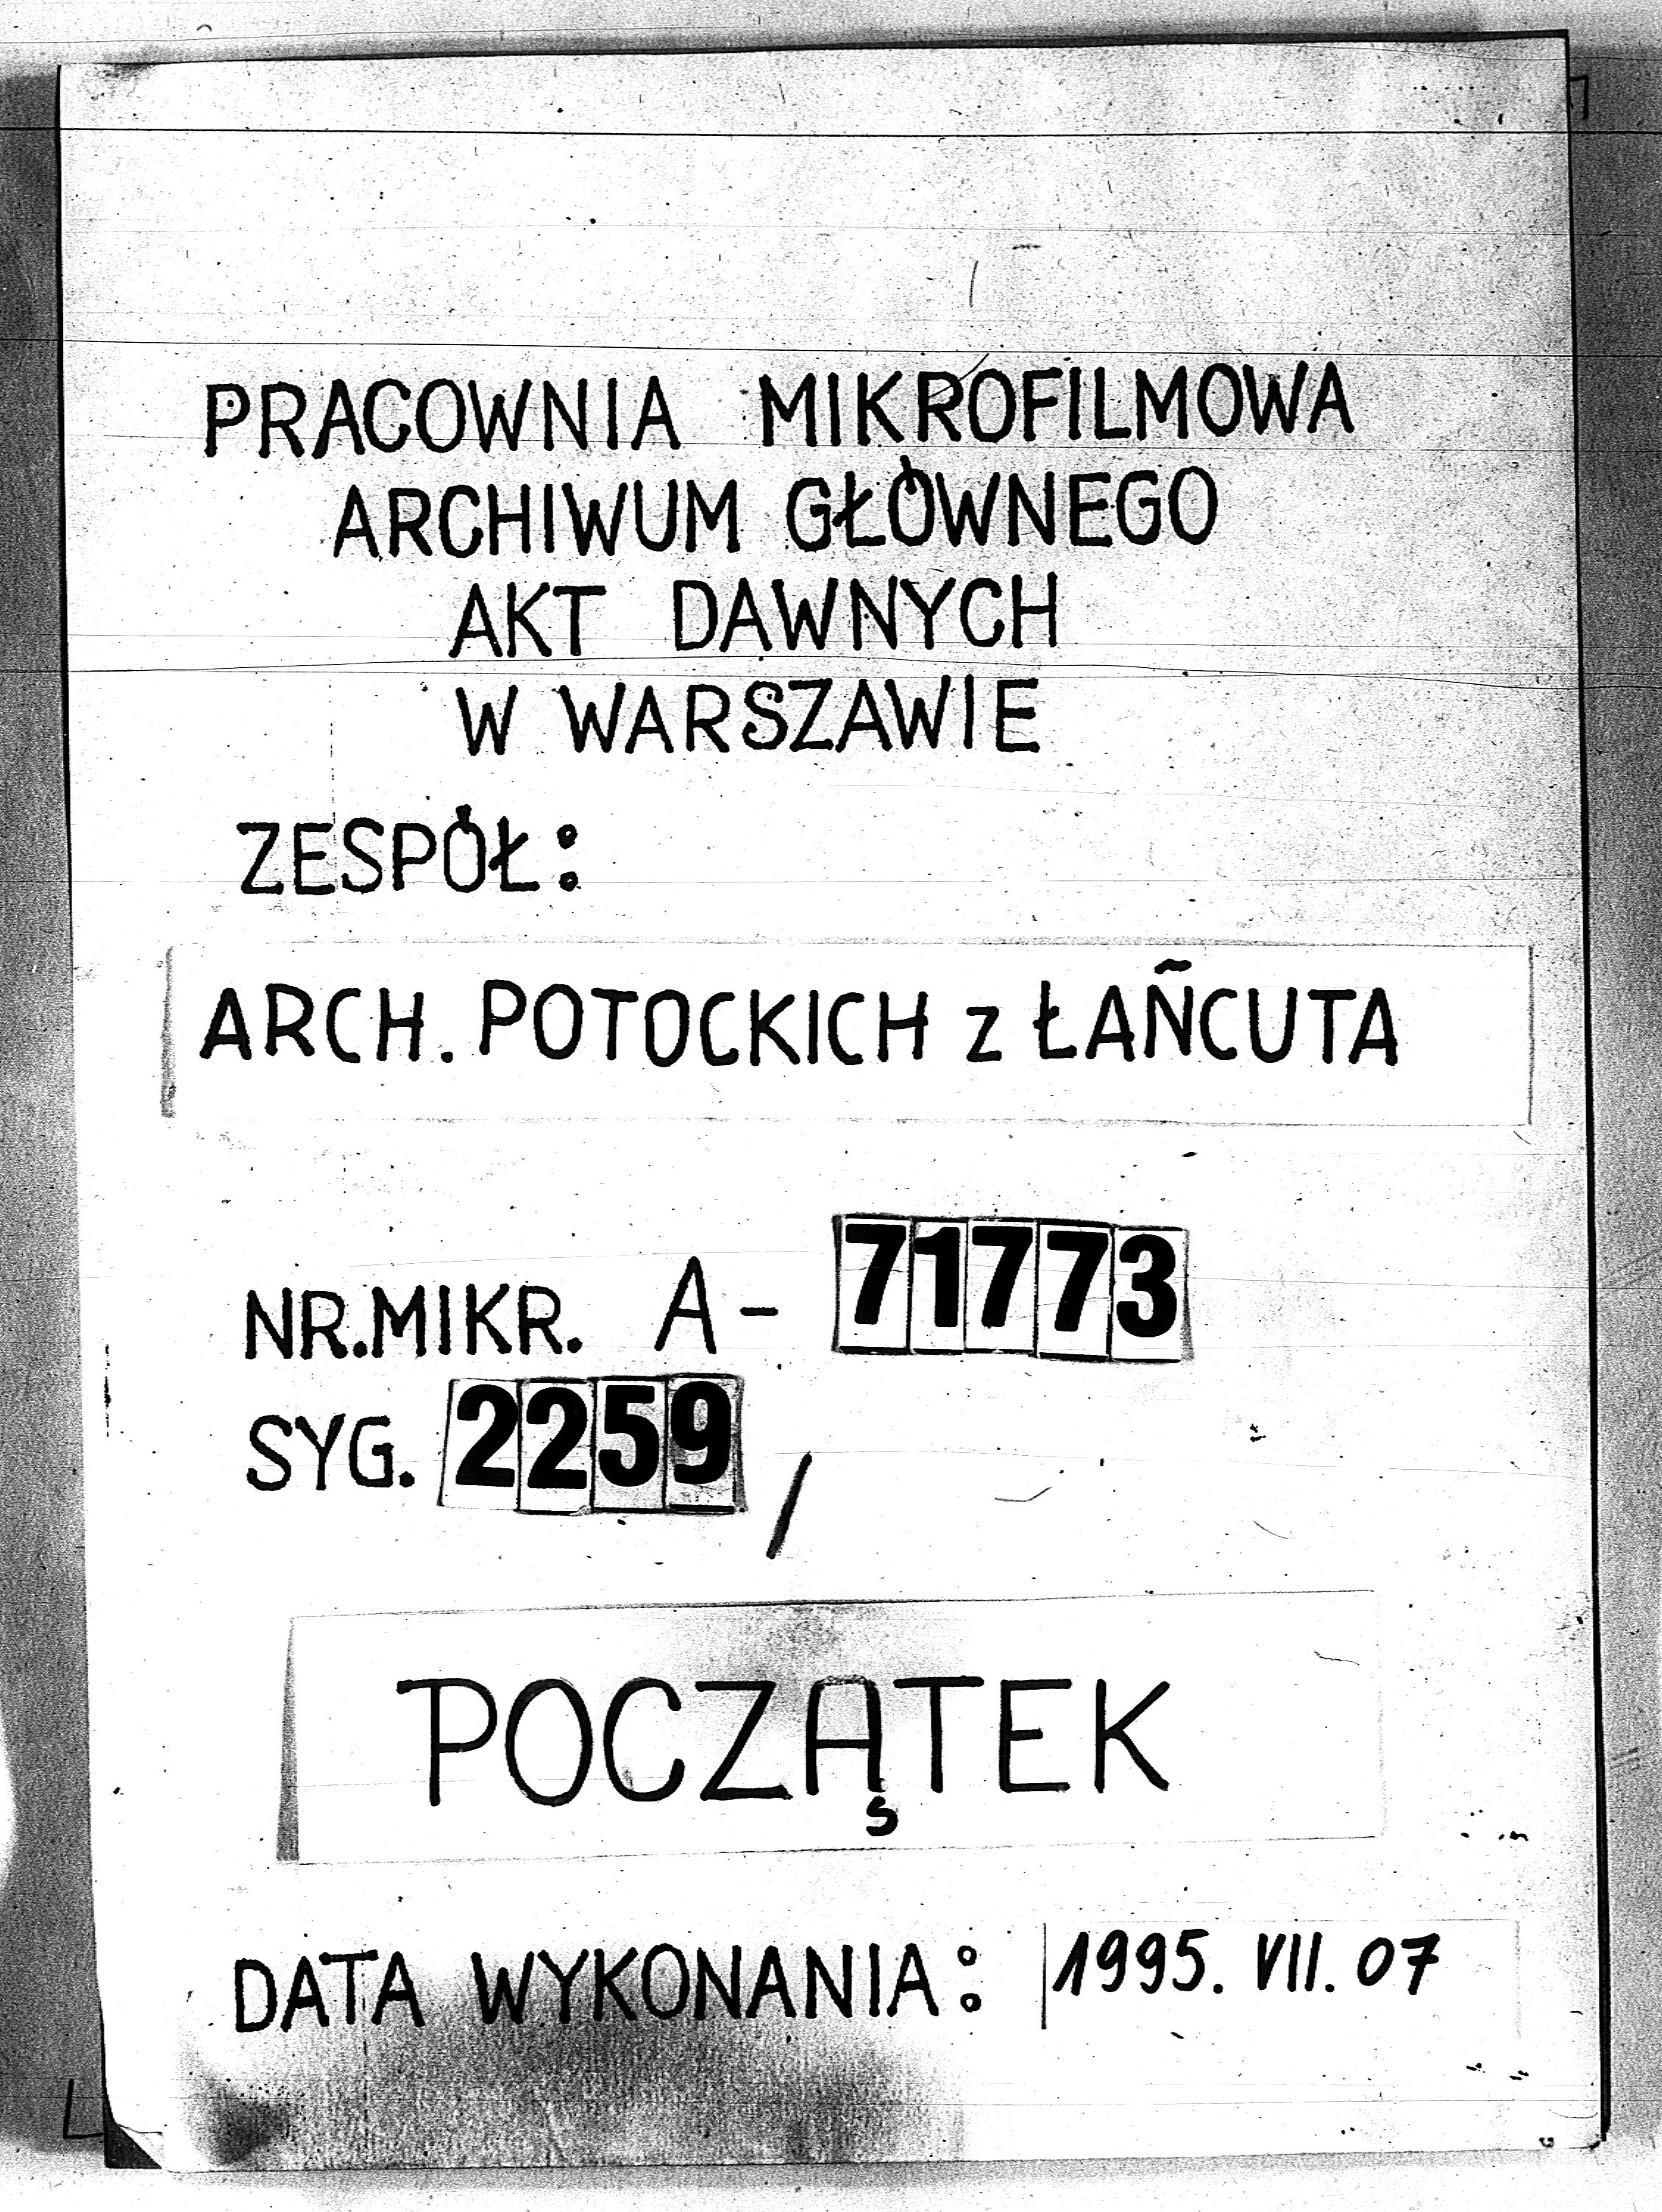 PRACOWNIA MIKROFILMOWA
ARCHIWUM GŁÓWNEGO
AKT DAWNYCH
W WARSZAWIE
ZESPÓŁ:
ARCH. POTOCKICH z ŁAŃCUTA
NR.MIKR. A- 71773
SYG. 2259 /
POCZĄTEK
DATA WYKONANIA: 1995. VII. 07